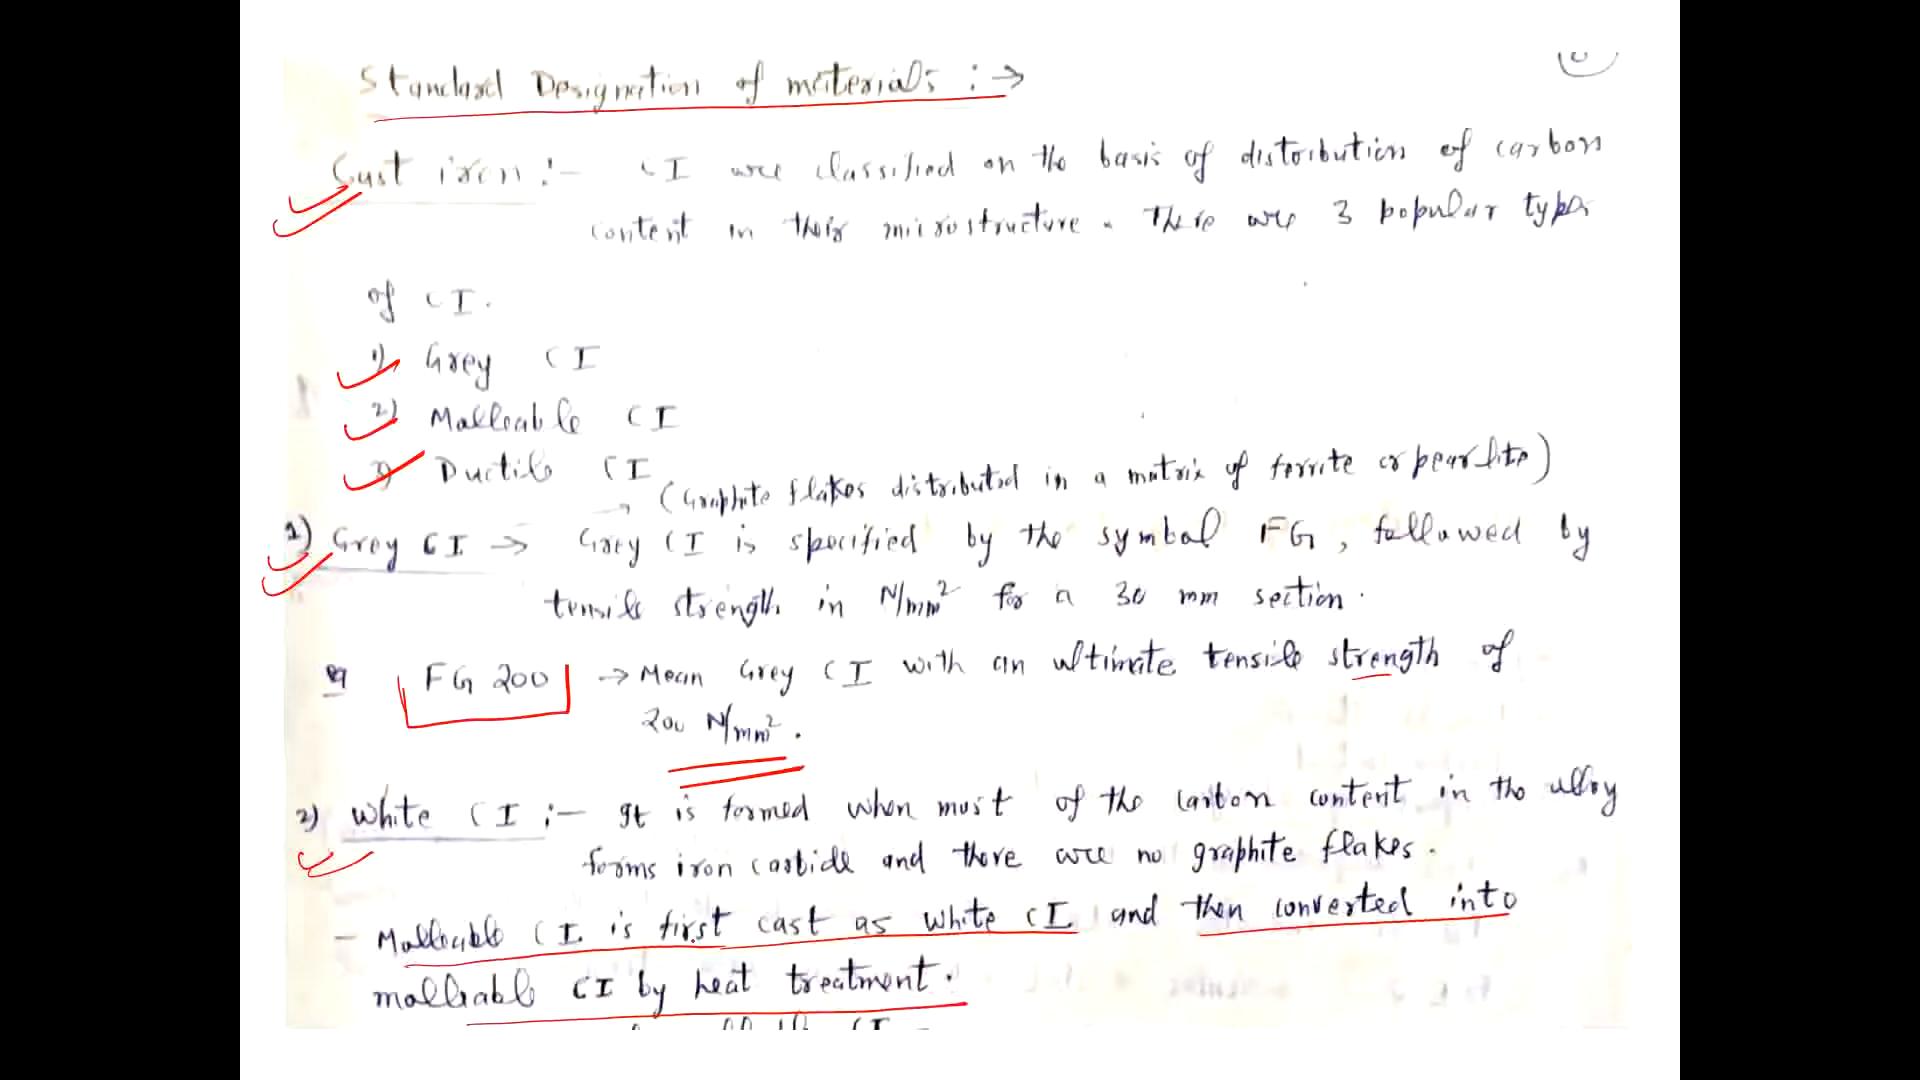 Standard Designation of materials :→
Cast iron :- CI are classified on the basis of distribution of carbon
content in their microstructure. There are 3 popular types
of CI.
1) Grey CI
2) Malleable CI
3) Ductile CI
→ (Graphite flakes distributed in a matrix of ferrite or pearlite)
1) Grey CI → Grey CI is specified by the symbol FG, followed by
tensile strength in N/mm² for a 30 mm section.
eg FG 200 → Mean Grey CI with an ultimate tensile strength of
200 N/mm².
2) White CI :- It is formed when most of the carbon content in the alloy
forms iron carbide and there are no graphite flakes.
- Malleable CI is first cast as white CI and then converted into
malleable CI by heat treatment.